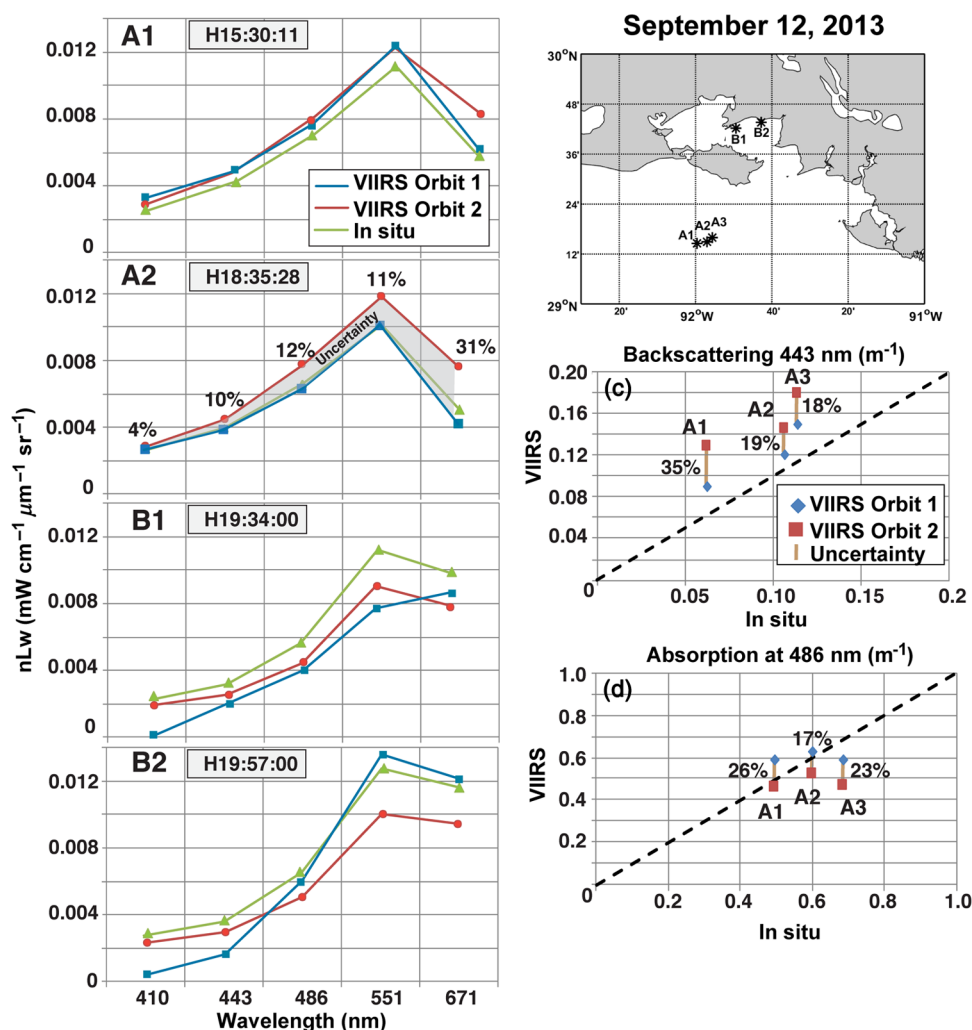 A1
H15:30:11
0.012
0.008
0.004
0
VIIRS Orbit 1
VIIRS Orbit 2
In situ
A2
H18:35:28
0.012
0.008
0.004
0
4%
10%
12%
11%
31%
Uncertainty
B1
H19:34:00
0.012
0.008
0.004
0
B2
H19:57:00
0.012
0.008
0.004
0
410 443 486 551 671
Wavelength (nm)
nLw (mW cm⁻¹ μm⁻¹ sr⁻¹)
September 12, 2013
30°N
48'
36'
24'
12'
29°N
20' 92°W 40' 20' 91°W
B1
B2
A1
A2
A3
Backscattering 443 nm (m⁻¹)
(c)
0.20
0.16
0.12
0.08
0.04
0 0.05 0.1 0.15 0.2
VIIRS
In situ
A1
35%
A2
19%
A3
18%
VIIRS Orbit 1
VIIRS Orbit 2
Uncertainty
Absorption at 486 nm (m⁻¹)
(d)
1.0
0.8
0.6
0.4
0.2
0 0.4 0.6 0.8 1.0
VIIRS
In situ
26%
A1
17%
A2
23%
A3